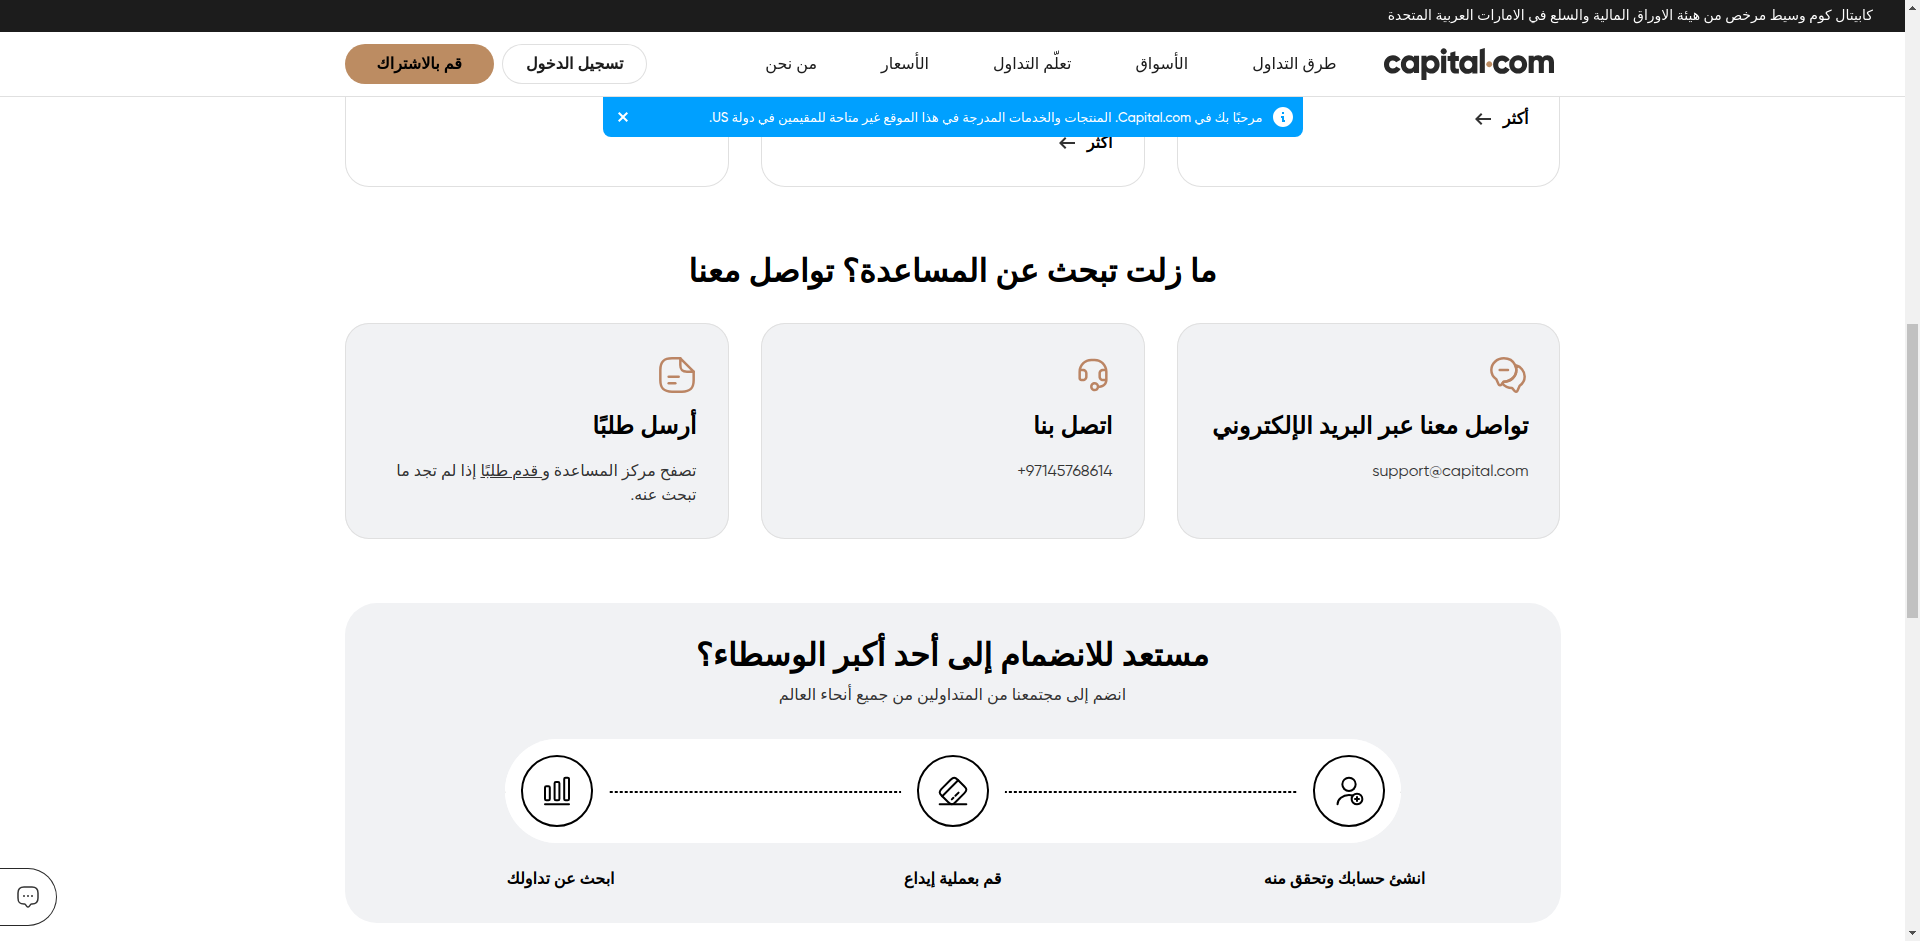 كابيتال كوم وسيط مرخص من هيئة الاوراق المالية والسلع في الامارات العربية المتحدة
capital.com
طرق التداول
الأسواق
تعلّم التداول
الأسعار
من نحن
تسجيل الدخول
قم بالاشتراك
مرحبًا بك في Capital.com. المنتجات والخدمات المدرجة في هذا الموقع غير متاحة للمقيمين في دولة US.
أكثر
أكثر
ما زلت تبحث عن المساعدة؟ تواصل معنا
تواصل معنا عبر البريد الإلكتروني
support@capital.com
اتصل بنا
+97145768614
أرسل طلبًا
تصفح مركز المساعدة و قدم طلبًا إذا لم تجد ما
تبحث عنه.
مستعد للانضمام إلى أحد أكبر الوسطاء؟
انضم إلى مجتمعنا من المتداولين من جميع أنحاء العالم
انشئ حسابك وتحقق منه
قم بعملية إيداع
ابحث عن تداولك